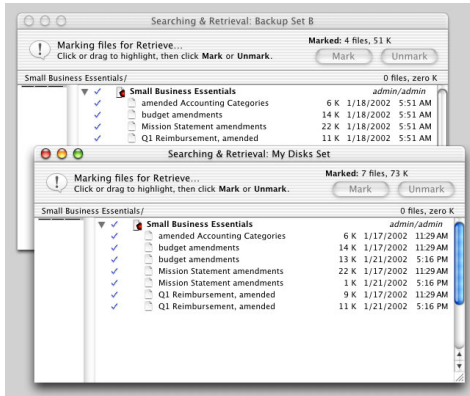 Searching & Retrieval: Backup Set B
Marking files for Retrieve...
Click or drag to highlight, then click Mark or Unmark.
Marked: 4 files, 51 K
Mark Unmark
Small Business Essentials/ 0 files, zero K
Small Business Essentials admin/admin
amended Accounting Categories 6 K 1/18/2002 5:51 AM
budget amendments 14 K 1/18/2002 5:51 AM
Mission Statement amendments 22 K 1/18/2002 5:51 AM
Q1 Reimbursement, amended 11 K 1/18/2002 5:51 AM
Searching & Retrieval: My Disks Set
Marking files for Retrieve...
Click or drag to highlight, then click Mark or Unmark.
Marked: 7 files, 73 K
Mark Unmark
Small Business Essentials/ 0 files, zero K
Small Business Essentials admin/admin
amended Accounting Categories 6 K 1/17/2002 11:29 AM
budget amendments 14 K 1/17/2002 11:29 AM
budget amendments 13 K 1/21/2002 5:16 PM
Mission Statement amendments 22 K 1/17/2002 11:29 AM
Mission Statement amendments 1 K 1/21/2002 5:16 PM
Q1 Reimbursement, amended 9 K 1/17/2002 11:29 AM
Q1 Reimbursement, amended 11 K 1/21/2002 5:16 PM